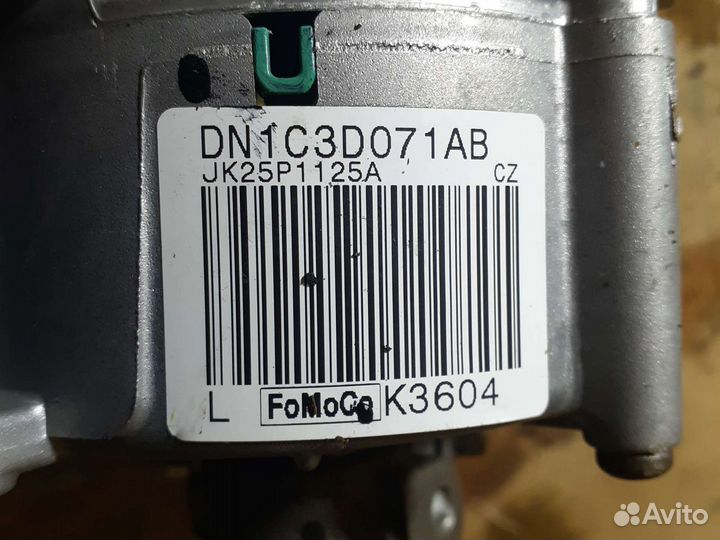 U
DN1C3D071AB
JK25P1125A CZ
L FoMoCo K3604
Avito